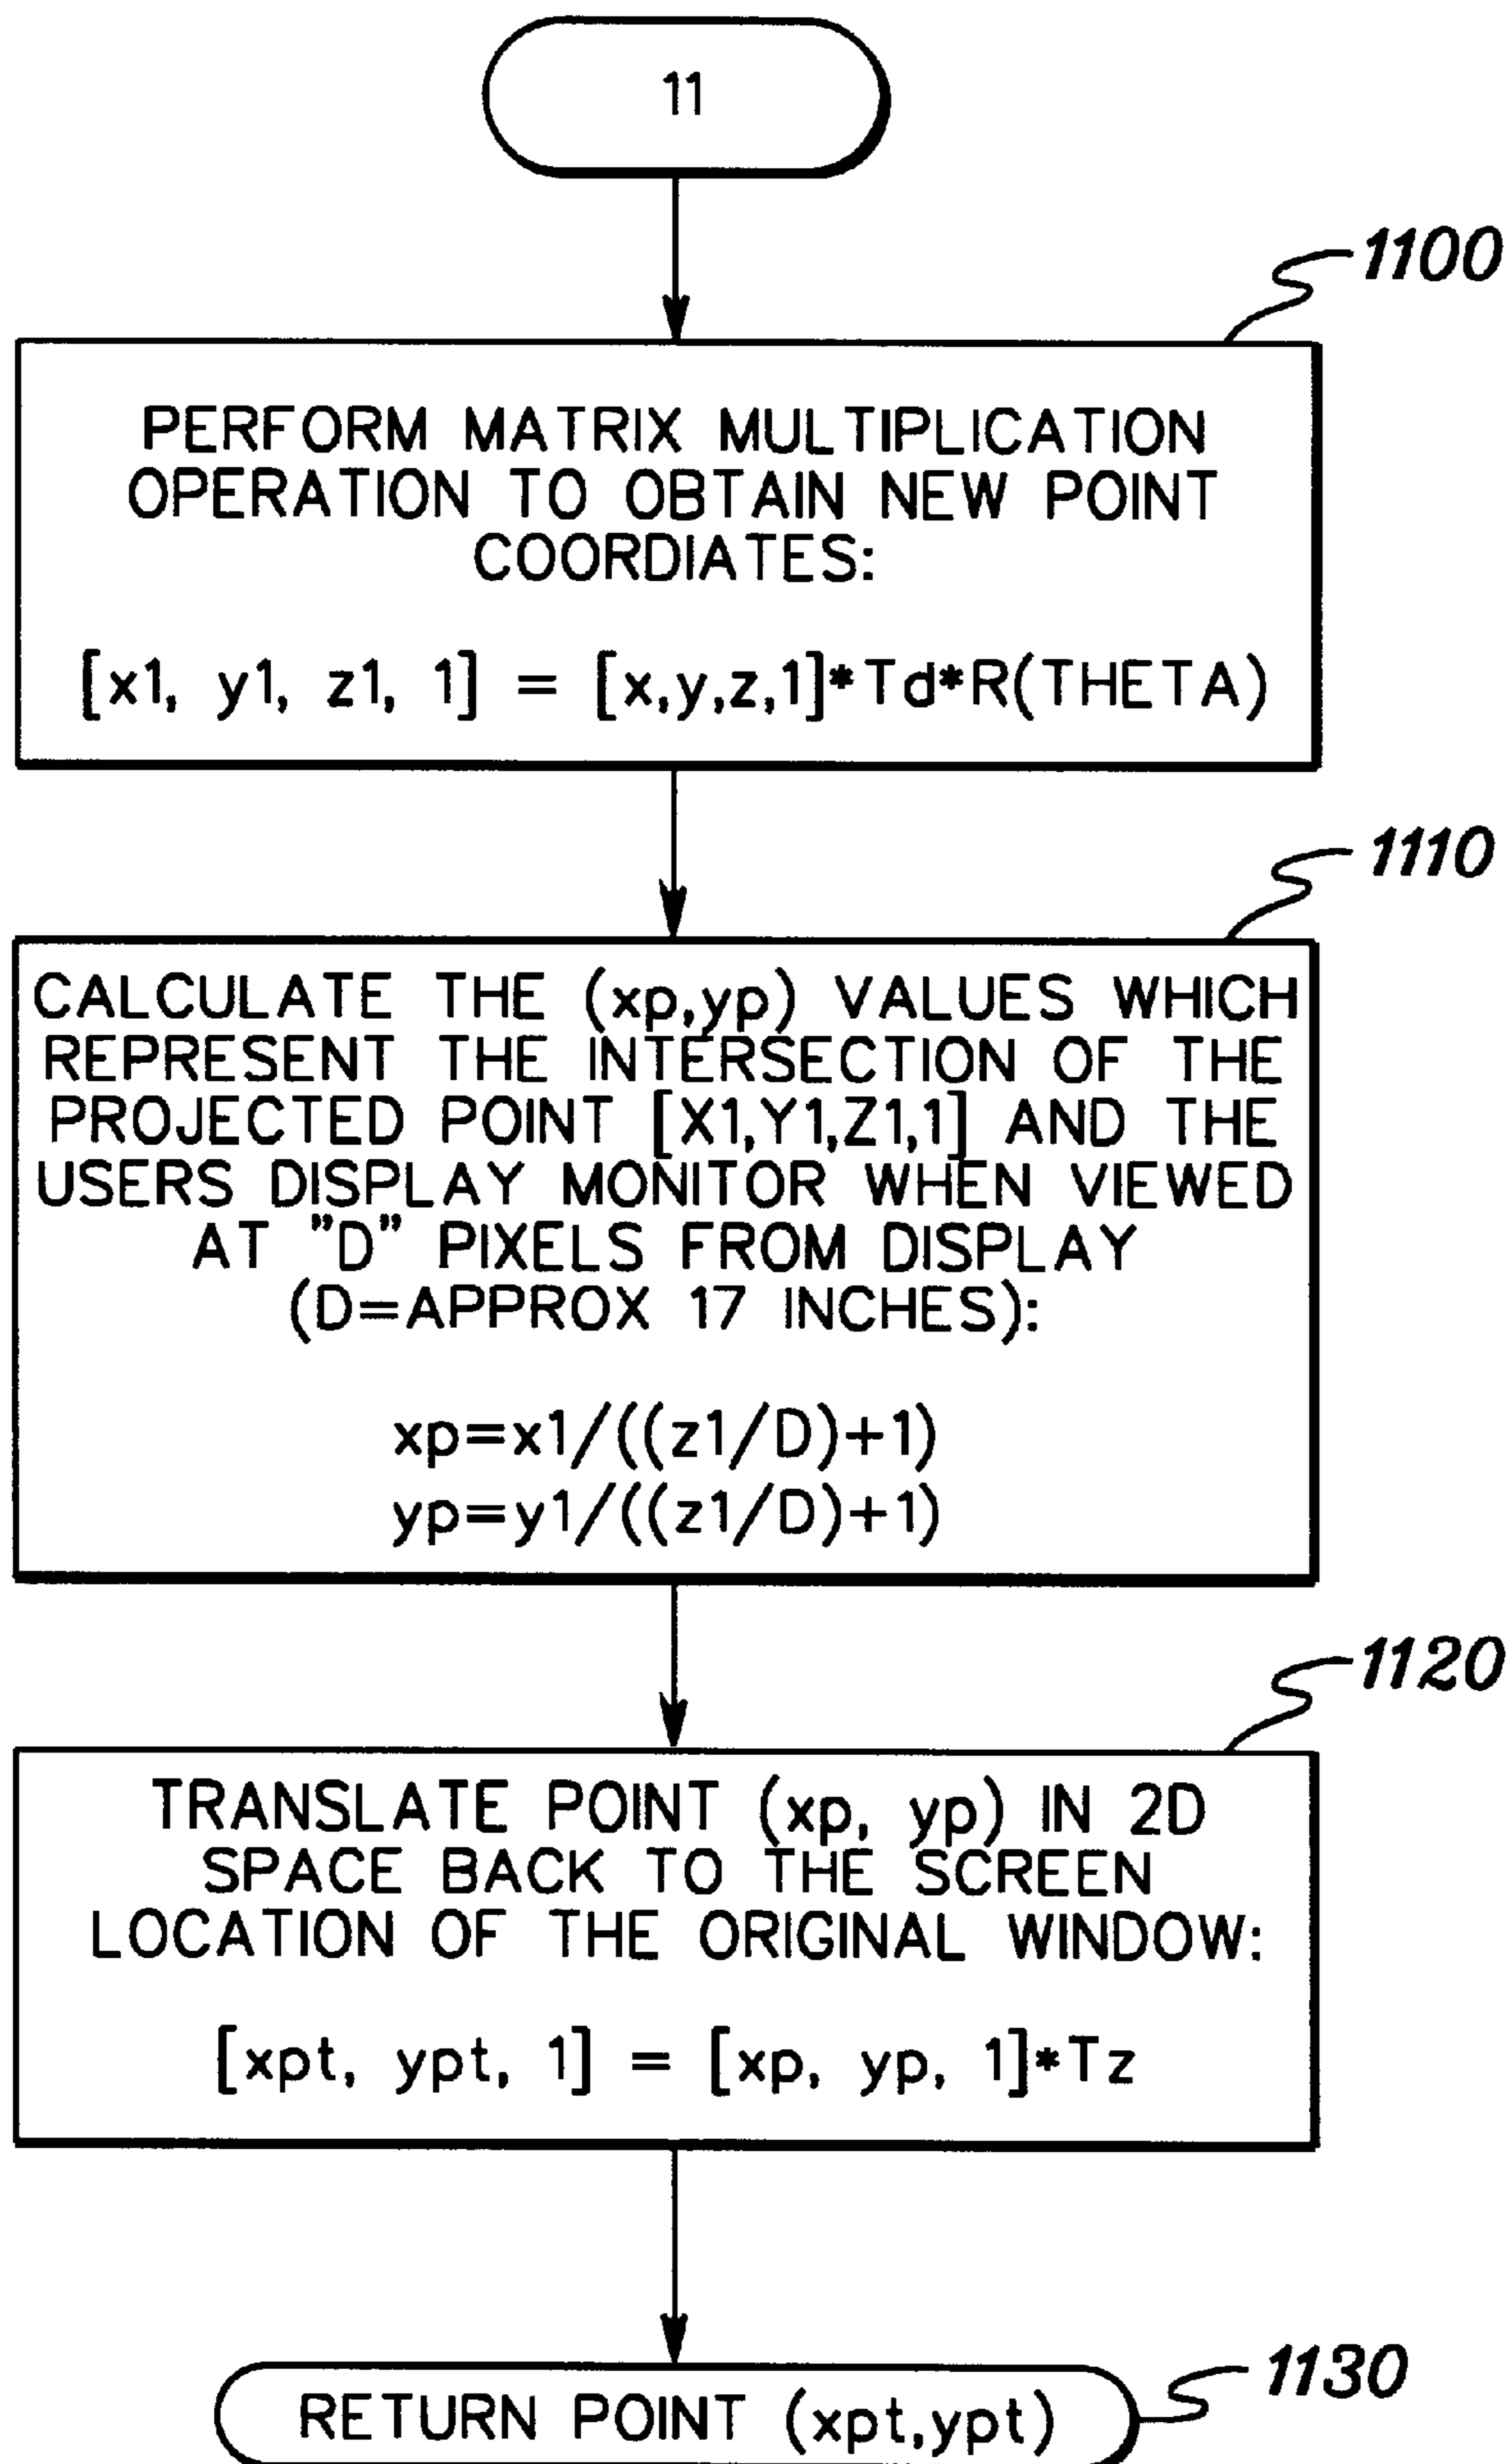 11
1100
PERFORM MATRIX MULTIPLICATION
OPERATION TO OBTAIN NEW POINT
COORDIATES:
[x1, y1, z1, 1] = [x,y,z,1]*Td*R(THETA)
1110
CALCULATE THE (xp,yp) VALUES WHICH
REPRESENT THE INTERSECTION OF THE
PROJECTED POINT [X1,Y1,Z1,1] AND THE
USERS DISPLAY MONITOR WHEN VIEWED
AT "D" PIXELS FROM DISPLAY
(D=APPROX 17 INCHES):
xp=x1/((z1/D)+1)
yp=y1/((z1/D)+1)
1120
TRANSLATE POINT (xp, yp) IN 2D
SPACE BACK TO THE SCREEN
LOCATION OF THE ORIGINAL WINDOW:
[xpt, ypt, 1] = [xp, yp, 1]*Tz
1130
RETURN POINT (xpt,ypt)